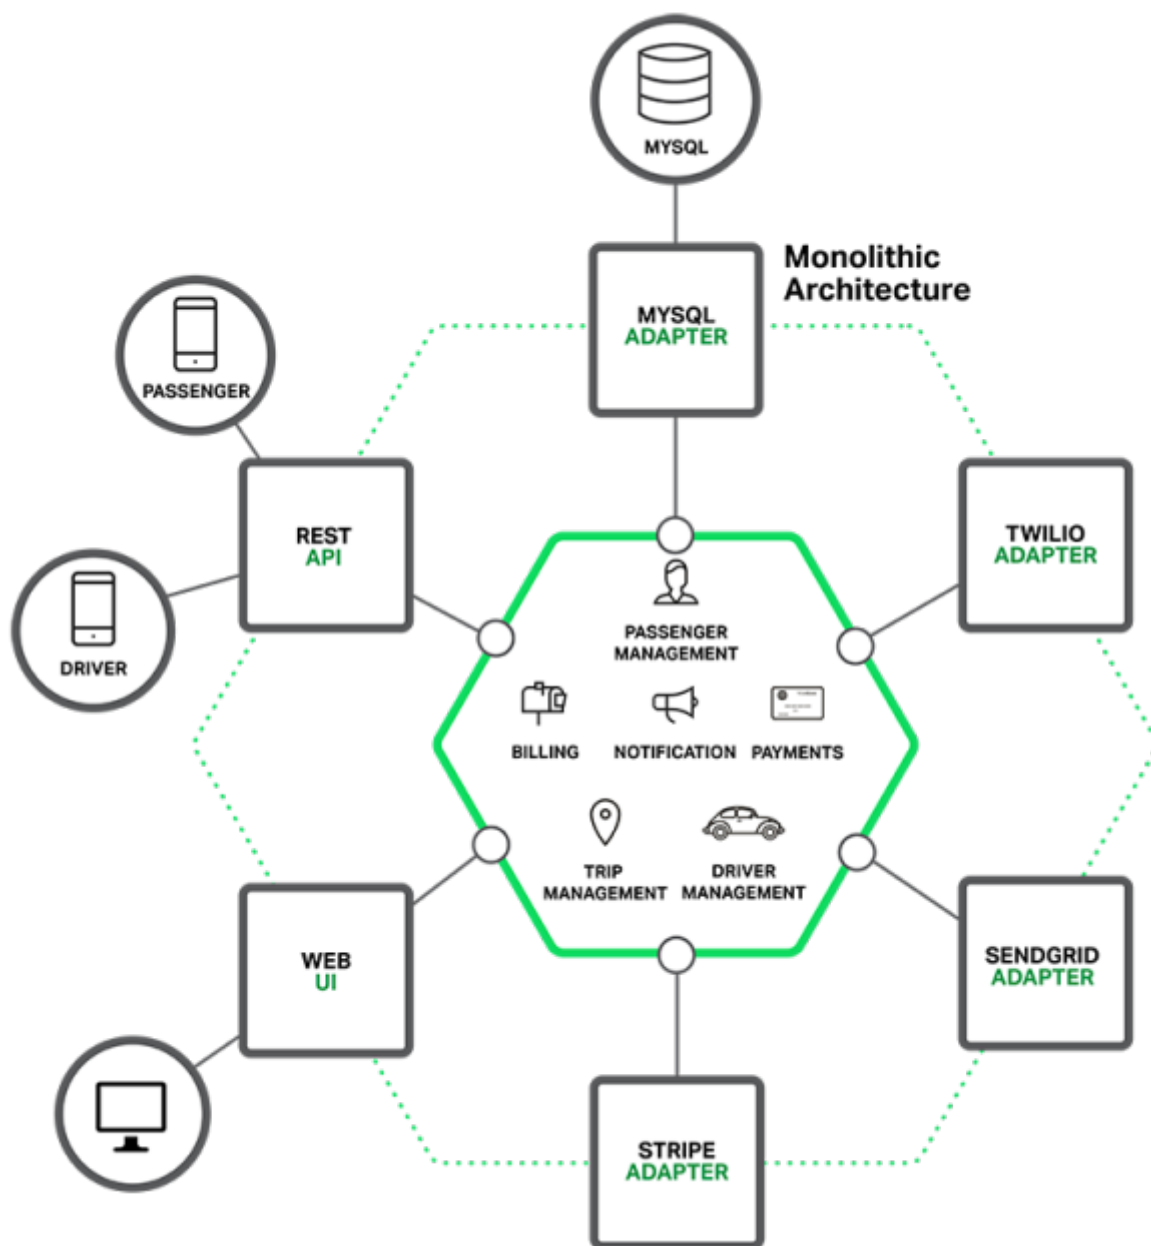 MYSQL
Monolithic
Architecture
MYSQL
ADAPTER
PASSENGER
REST
API
TWILIO
ADAPTER
DRIVER
PASSENGER
MANAGEMENT
BILLING
NOTIFICATION
PAYMENTS
TRIP
MANAGEMENT
DRIVER
MANAGEMENT
WEB
UI
SENDGRID
ADAPTER
STRIPE
ADAPTER